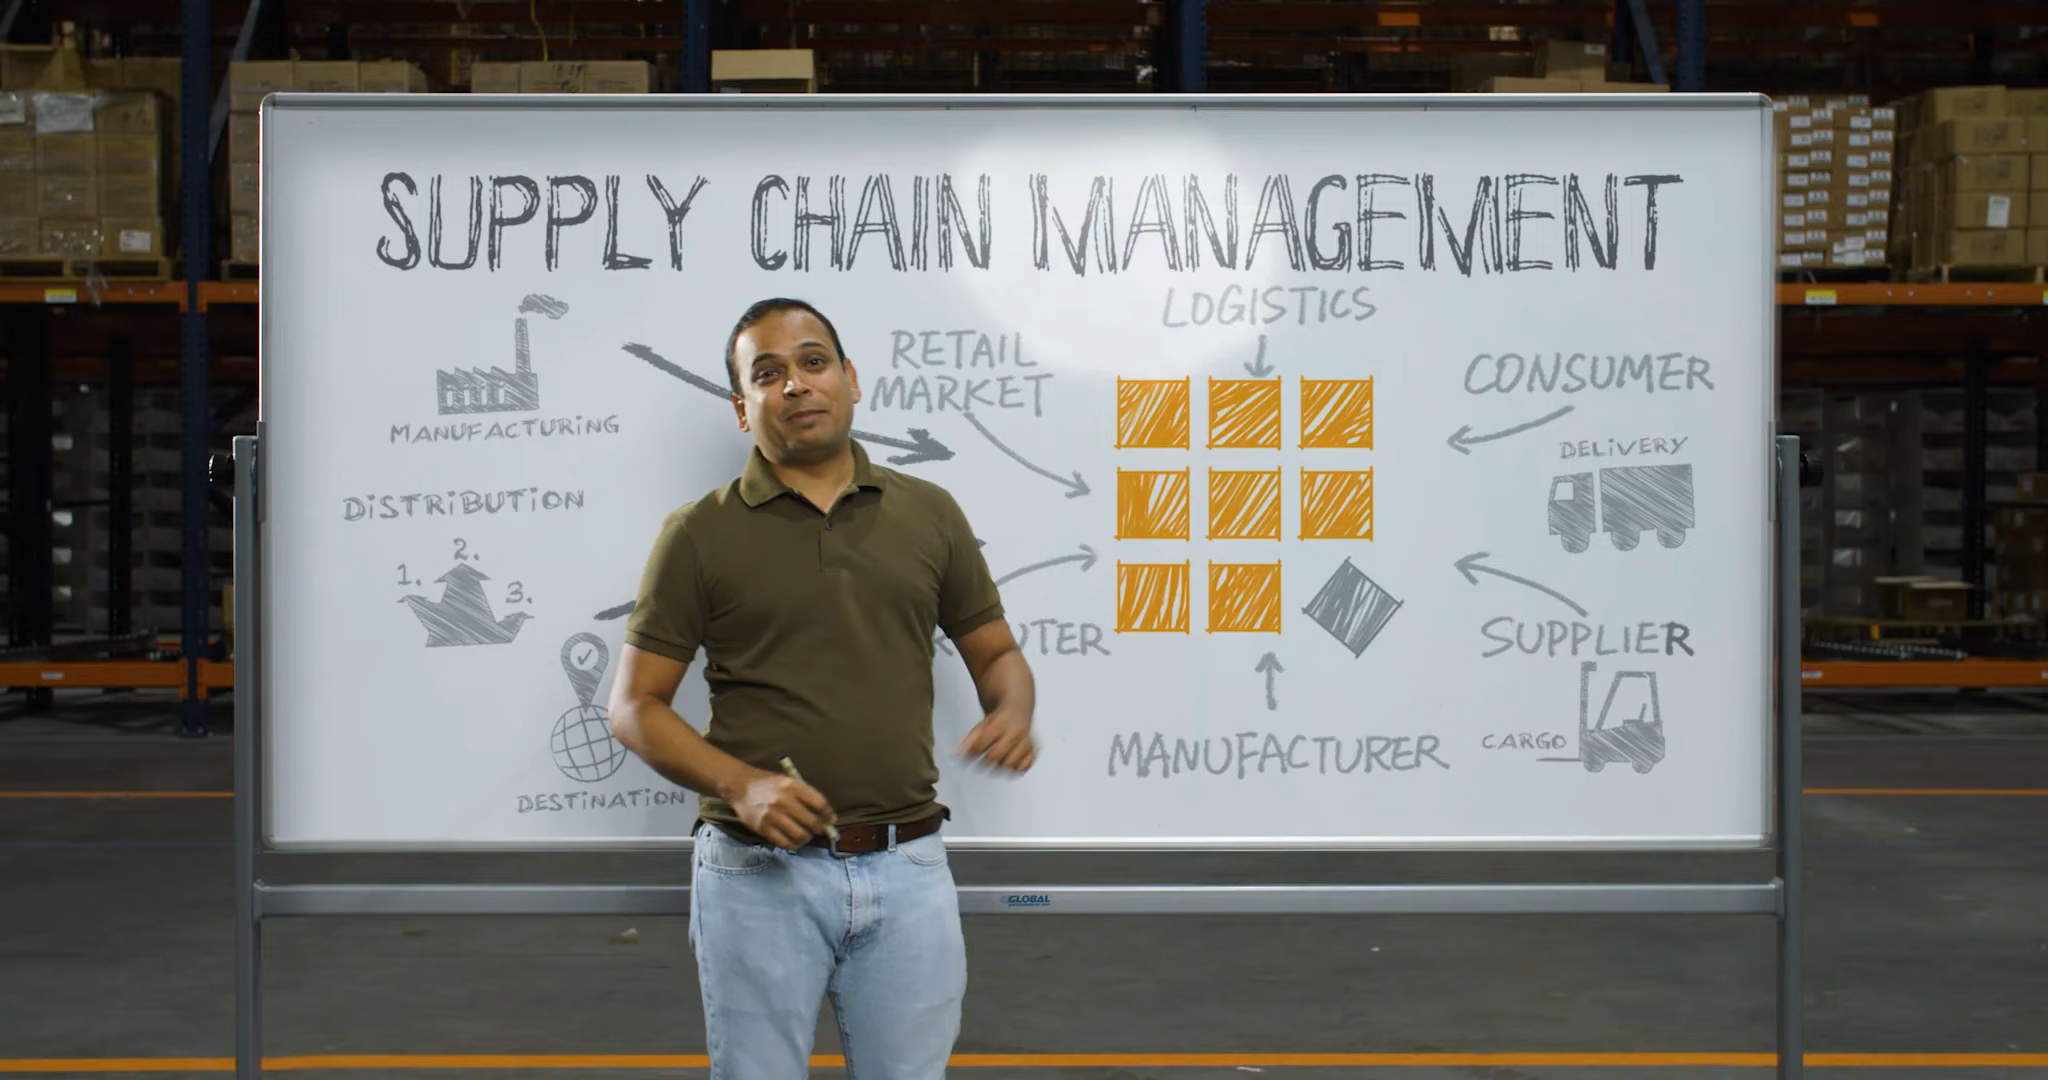 SUPPLY CHAIN MANAGEMENT
LOGISTICS
RETAIL
MARKET
CONSUMER
MANUFACTURING
DELIVERY
DISTRIBUTION
1.
2.
3.
SUPPLIER
MANUFACTURER
CARGO
DESTINATION
GLOBAL